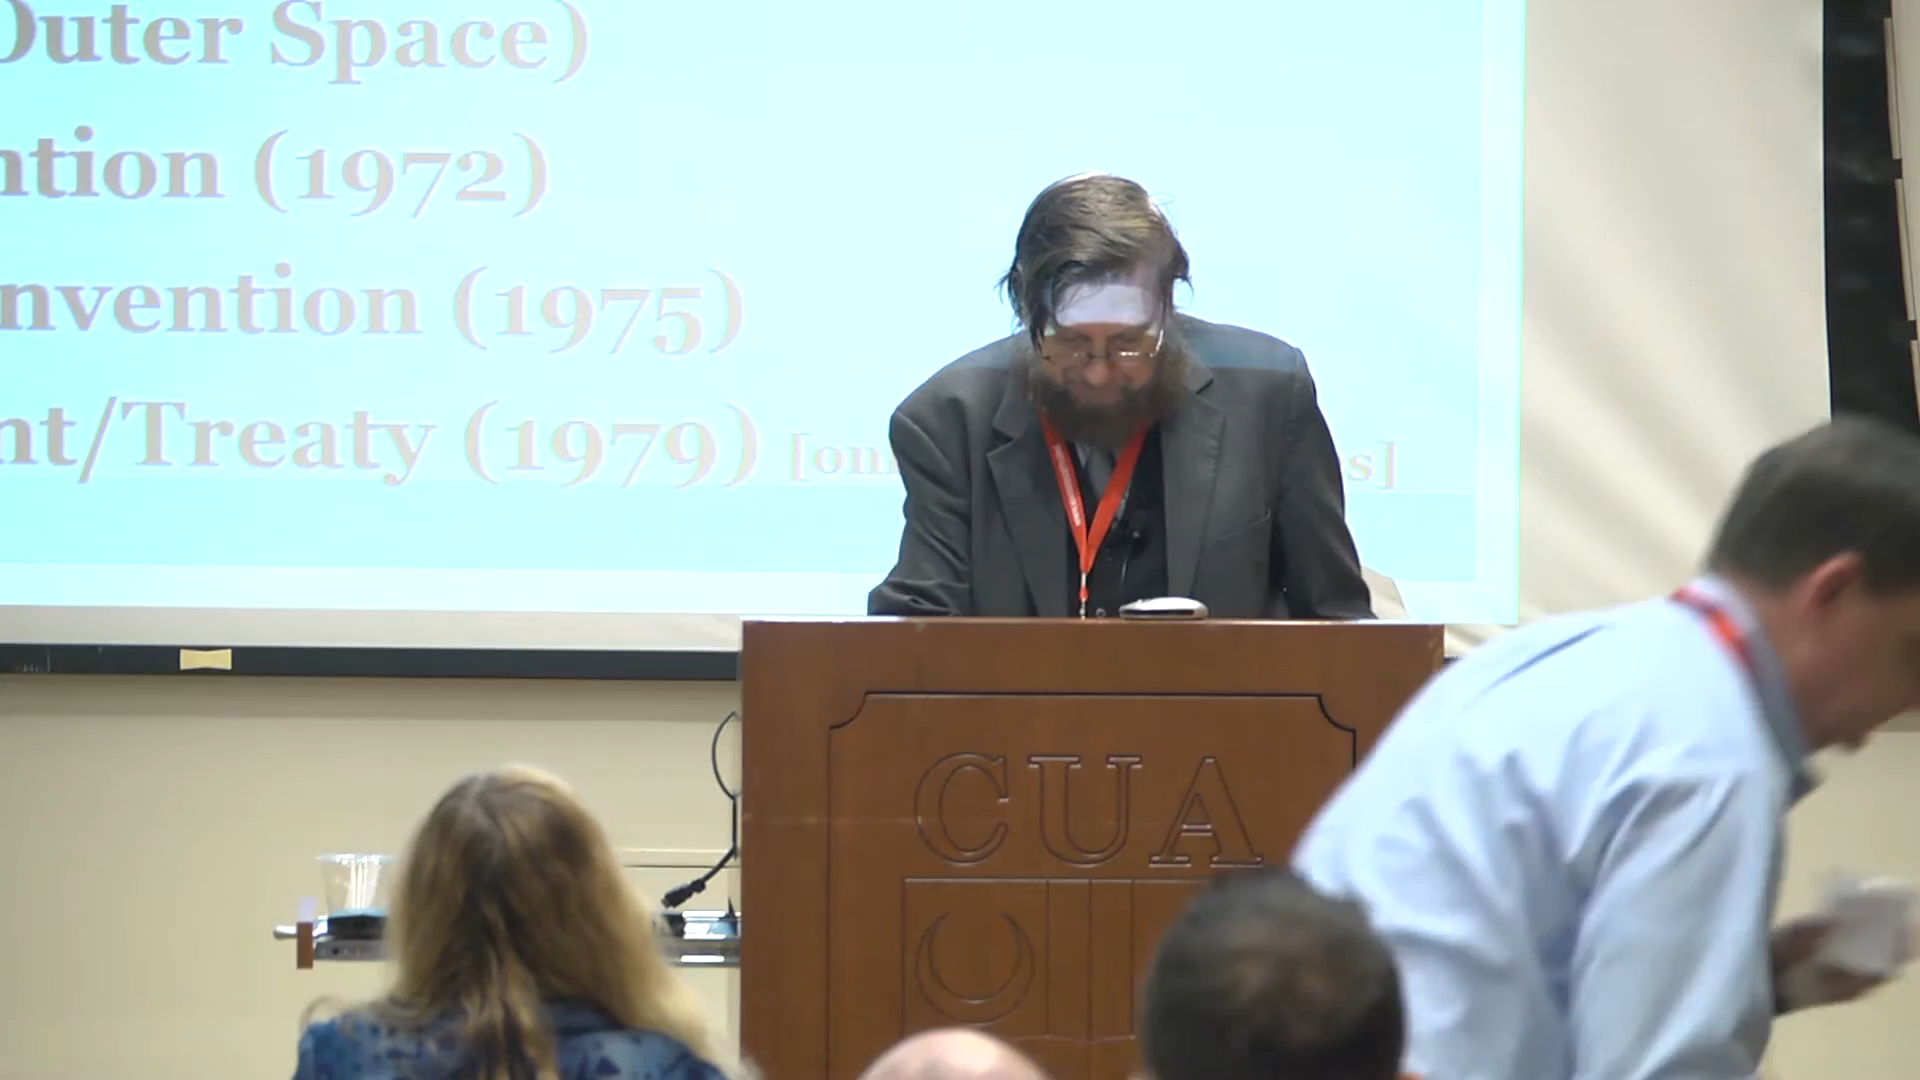 Outer Space)
ntion (1972)
nvention (1975)
nt/Treaty (1979)
CUA